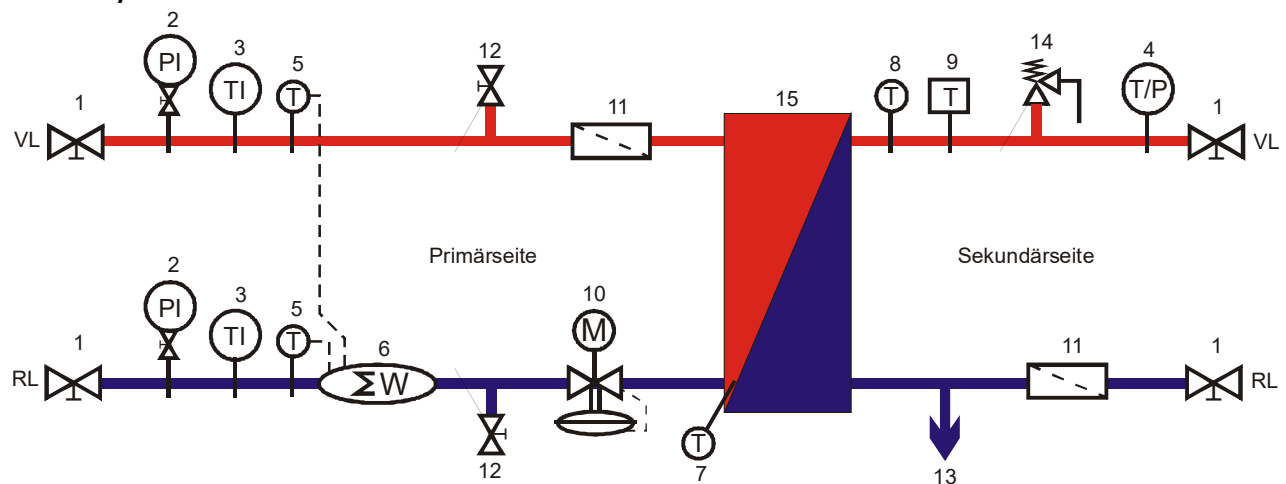 2
3
5
12
8
9
14
4
1
PI
TI
T
11
15
T
T
T/P
1
VL
VL
Primärseite
Sekundärseite
2
3
5
10
1
PI
TI
T
6
M
11
1
RL
ΣW
RL
12
T
7
13